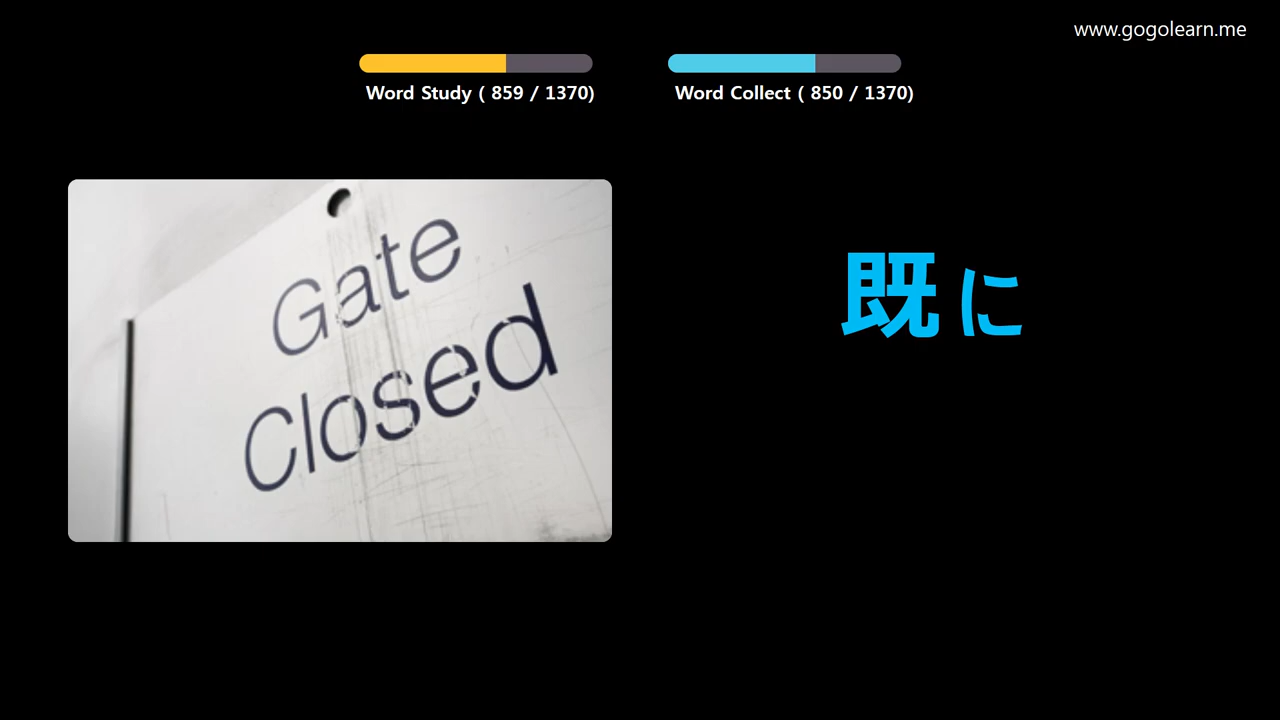 www.gogolearn.me
Word Study ( 859 / 1370)
Word Collect ( 850 / 1370)
Gate
Closed
既に